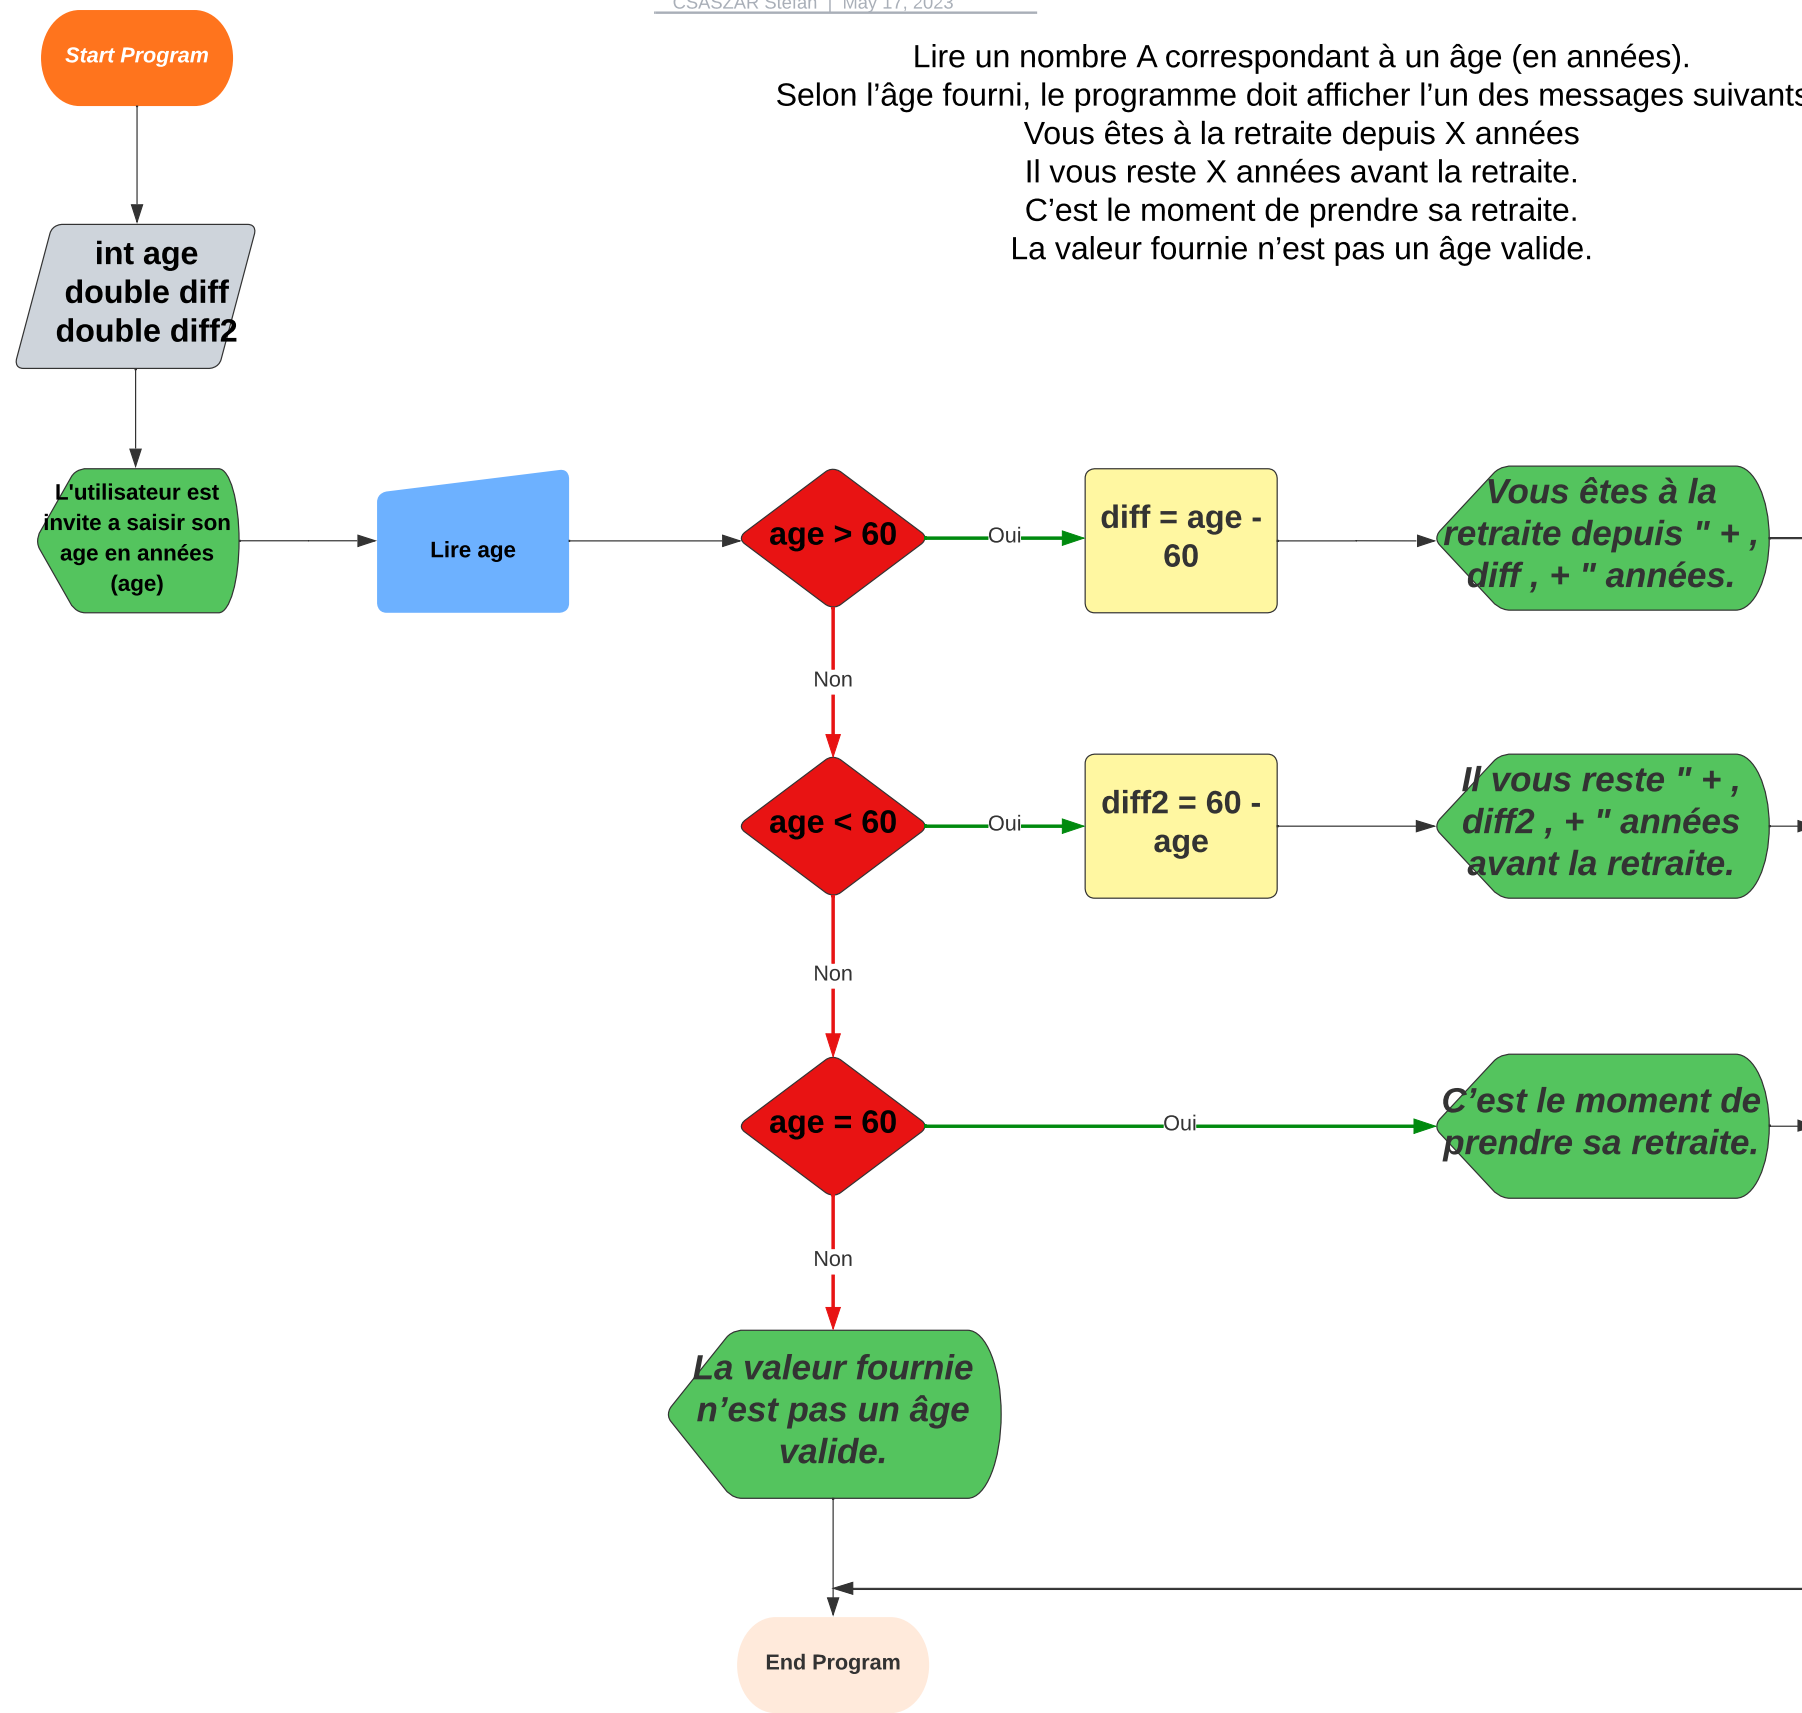 CSASZAR Stefan | May 17, 2023
Start Program
Lire un nombre A correspondant à un âge (en années).
Selon l’âge fourni, le programme doit afficher l’un des messages suivants
Vous êtes à la retraite depuis X années
Il vous reste X années avant la retraite.
C’est le moment de prendre sa retraite.
La valeur fournie n’est pas un âge valide.
int age
double diff
double diff2
L'utilisateur est
invite a saisir son
age en années
(age)
Lire age
age > 60
Oui
diff = age -
60
Vous êtes à la
retraite depuis " + ,
diff , + " années.
Non
age < 60
Oui
diff2 = 60 -
age
Il vous reste " + ,
diff2 , + " années
avant la retraite.
Non
age = 60
Oui
C’est le moment de
prendre sa retraite.
Non
La valeur fournie
n’est pas un âge
valide.
End Program